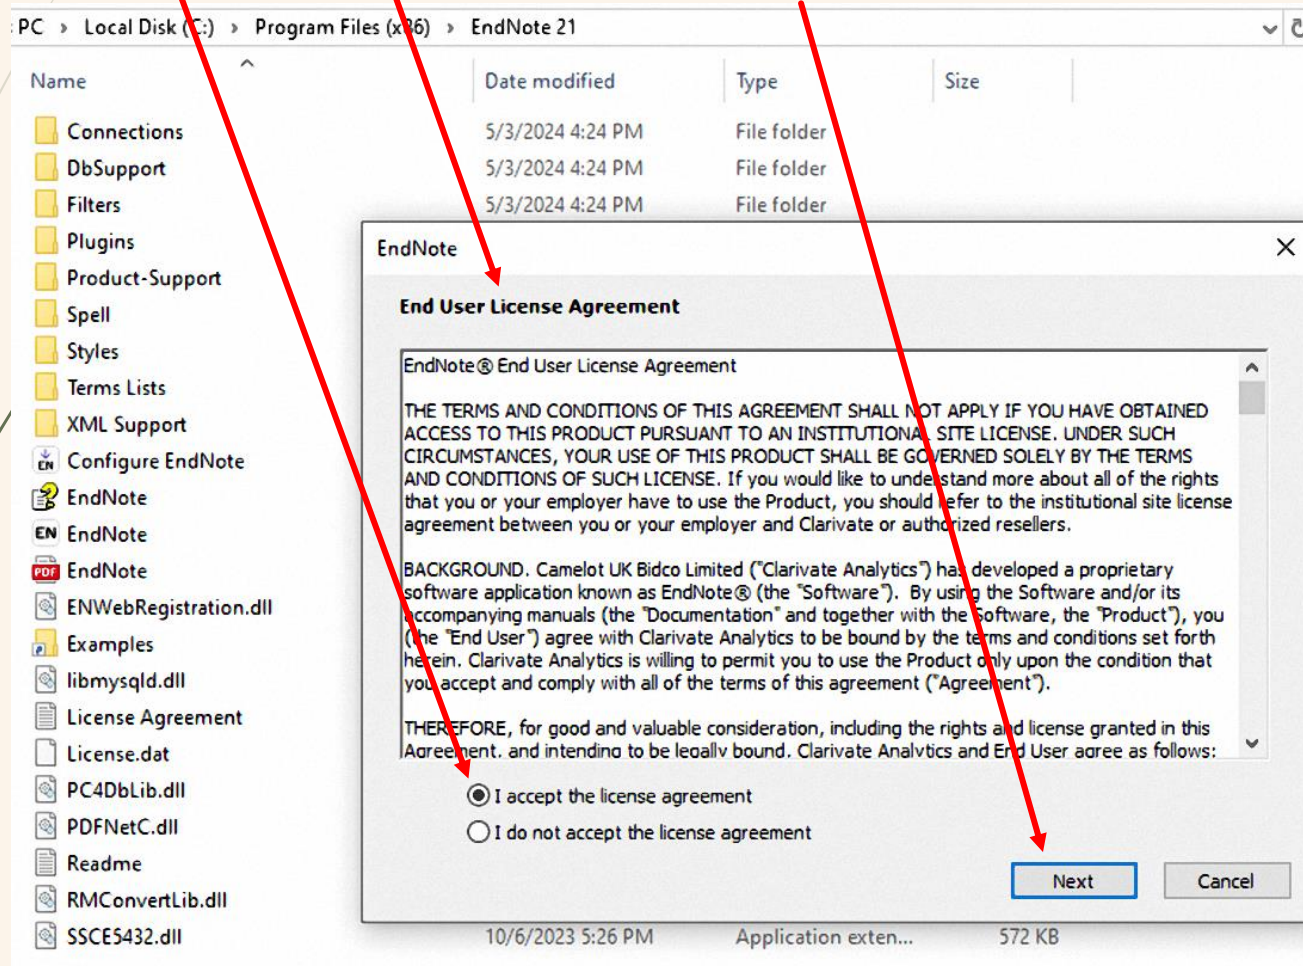 PC > Local Disk (C:) > Program Files (x86) > EndNote 21
Name Date modified Type Size
Connections 5/3/2024 4:24 PM File folder
DbSupport 5/3/2024 4:24 PM File folder
Filters 5/3/2024 4:24 PM File folder
Plugins
Product-Support
Spell
Styles
Terms Lists
XML Support
Configure EndNote
EndNote
EN EndNote
PDF EndNote
ENWebRegistration.dll
Examples
libmysqld.dll
License Agreement
License.dat
PC4DbLib.dll
PDFNetC.dll
Readme
RMConvertLib.dll
SSCE5432.dll 10/6/2023 5:26 PM Application exten... 572 KB
EndNote
End User License Agreement
EndNote® End User License Agreement
THE TERMS AND CONDITIONS OF THIS AGREEMENT SHALL NOT APPLY IF YOU HAVE OBTAINED
ACCESS TO THIS PRODUCT PURSUANT TO AN INSTITUTIONAL SITE LICENSE. UNDER SUCH
CIRCUMSTANCES, YOUR USE OF THIS PRODUCT SHALL BE GOVERNED SOLELY BY THE TERMS
AND CONDITIONS OF SUCH LICENSE. If you would like to understand more about all of the rights
that you or your employer have to use the Product, you should refer to the institutional site license
agreement between you or your employer and Clarivate or authorized resellers.
BACKGROUND. Camelot UK Bidco Limited ("Clarivate Analytics") has developed a proprietary
software application known as EndNote® (the "Software"). By using the Software and/or its
accompanying manuals (the "Documentation" and together with the Software, the "Product"), you
(the "End User") agree with Clarivate Analytics to be bound by the terms and conditions set forth
herein. Clarivate Analytics is willing to permit you to use the Product only upon the condition that
you accept and comply with all of the terms of this agreement ("Agreement").
THEREFORE, for good and valuable consideration, including the rights and license granted in this
Agreement, and intending to be legally bound, Clarivate Analytics and End User agree as follows:
I accept the license agreement
I do not accept the license agreement
Next Cancel